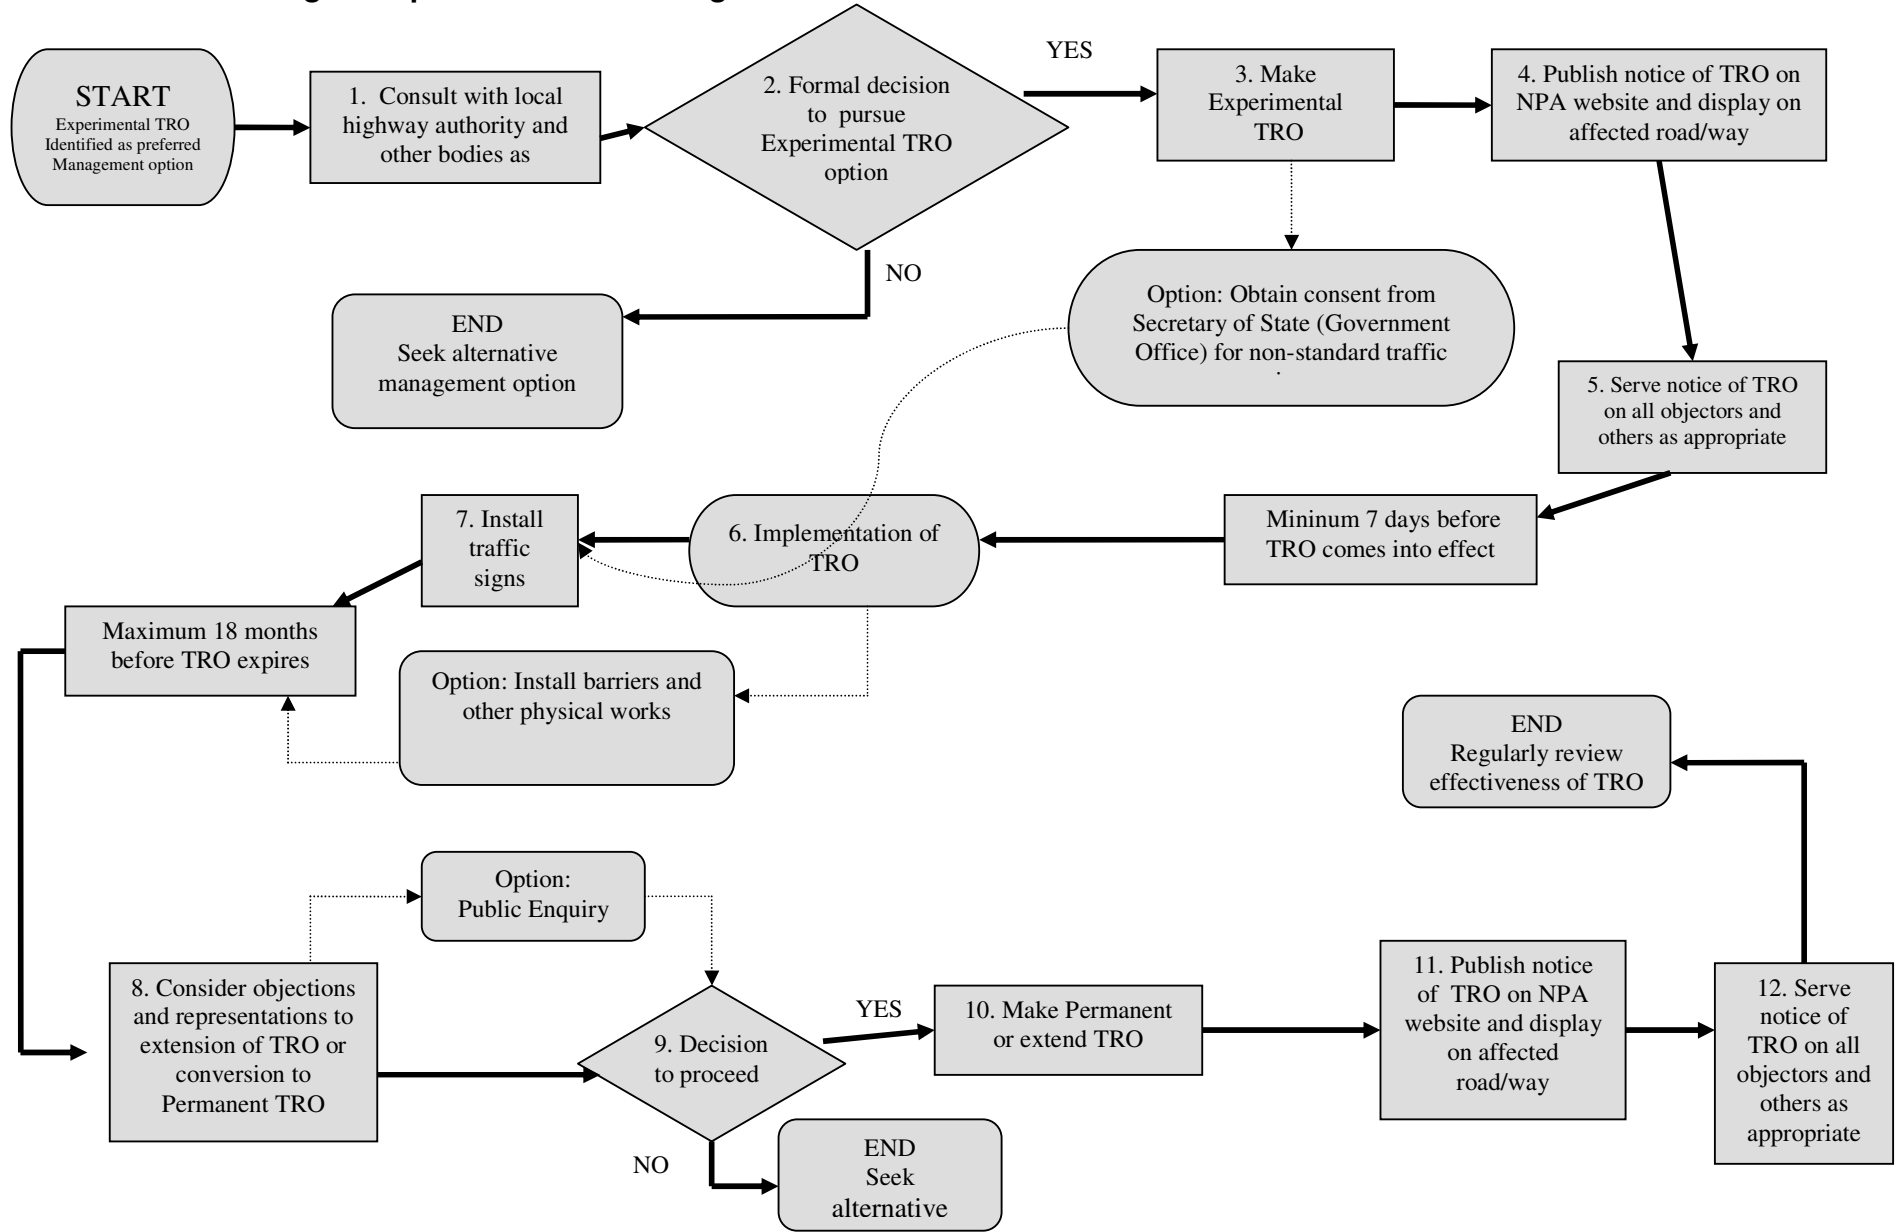 START
Experimental TRO
Identified as preferred
Management option
1. Consult with local
highway authority and
other bodies as
2. Formal decision
to pursue
Experimental TRO
option
YES
3. Make
Experimental
TRO
4. Publish notice of TRO on
NPA website and display on
affected road/way
NO
END
Seek alternative
management option
Option: Obtain consent from
Secretary of State (Government
Office) for non-standard traffic
5. Serve notice of TRO
on all objectors and
others as appropriate
Mininum 7 days before
TRO comes into effect
6. Implementation of
TRO
7. Install
traffic
signs
Maximum 18 months
before TRO expires
Option: Install barriers and
other physical works
END
Regularly review
effectiveness of TRO
Option:
Public Enquiry
8. Consider objections
and representations to
extension of TRO or
conversion to
Permanent TRO
9. Decision
to proceed
YES
10. Make Permanent
or extend TRO
11. Publish notice
of TRO on NPA
website and display
on affected
road/way
12. Serve
notice of
TRO on all
objectors and
others as
appropriate
NO
END
Seek
alternative